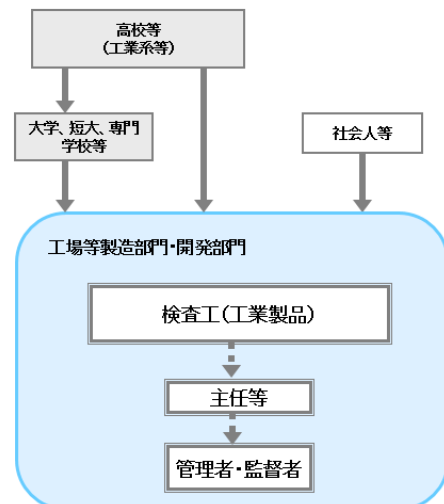 高校等
(工業系等)
大学、短大、専門
学校等
社会人等
工場等製造部門・開発部門
検査工(工業製品)
主任等
管理者・監督者